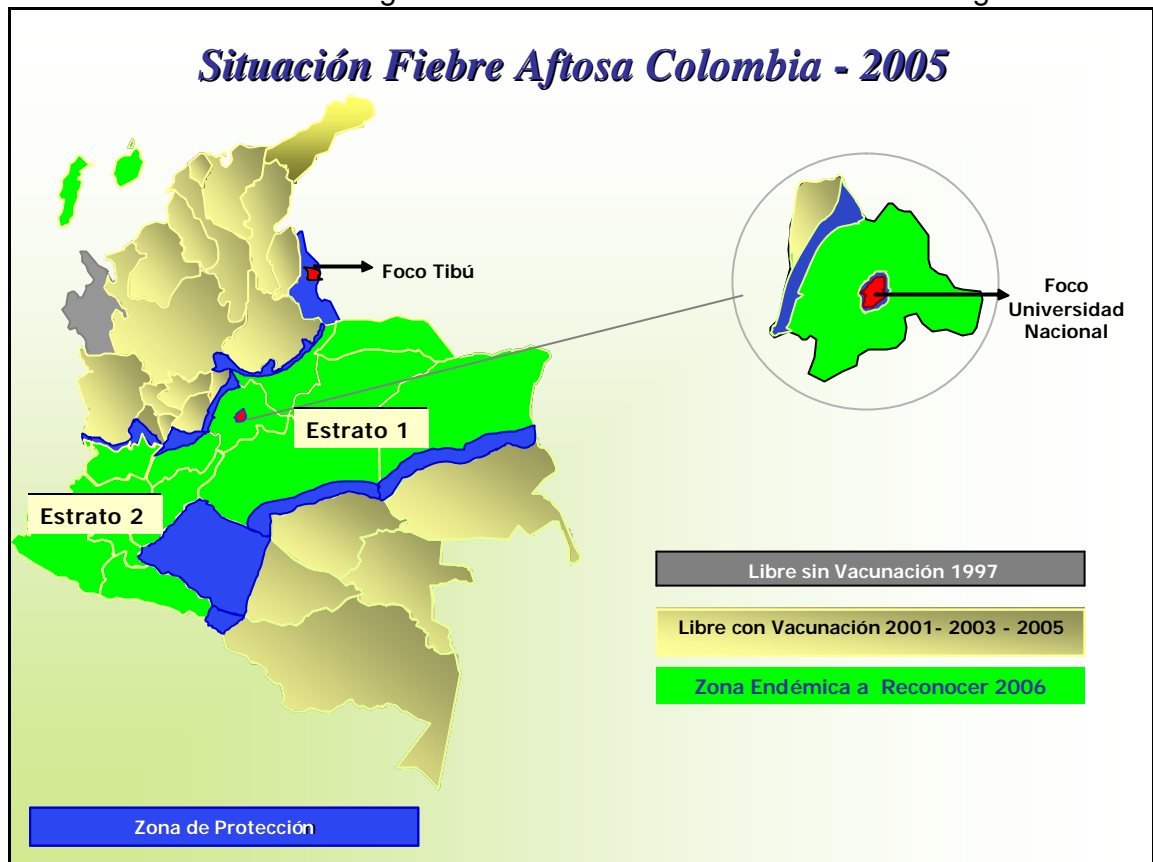 Situación Fiebre Aftosa Colombia - 2005
Foco Tibú
Foco
Universidad
Nacional
Estrato 1
Estrato 2
Libre sin Vacunación 1997
Libre con Vacunación 2001- 2003 - 2005
Zona Endémica a Reconocer 2006
Zona de Protección